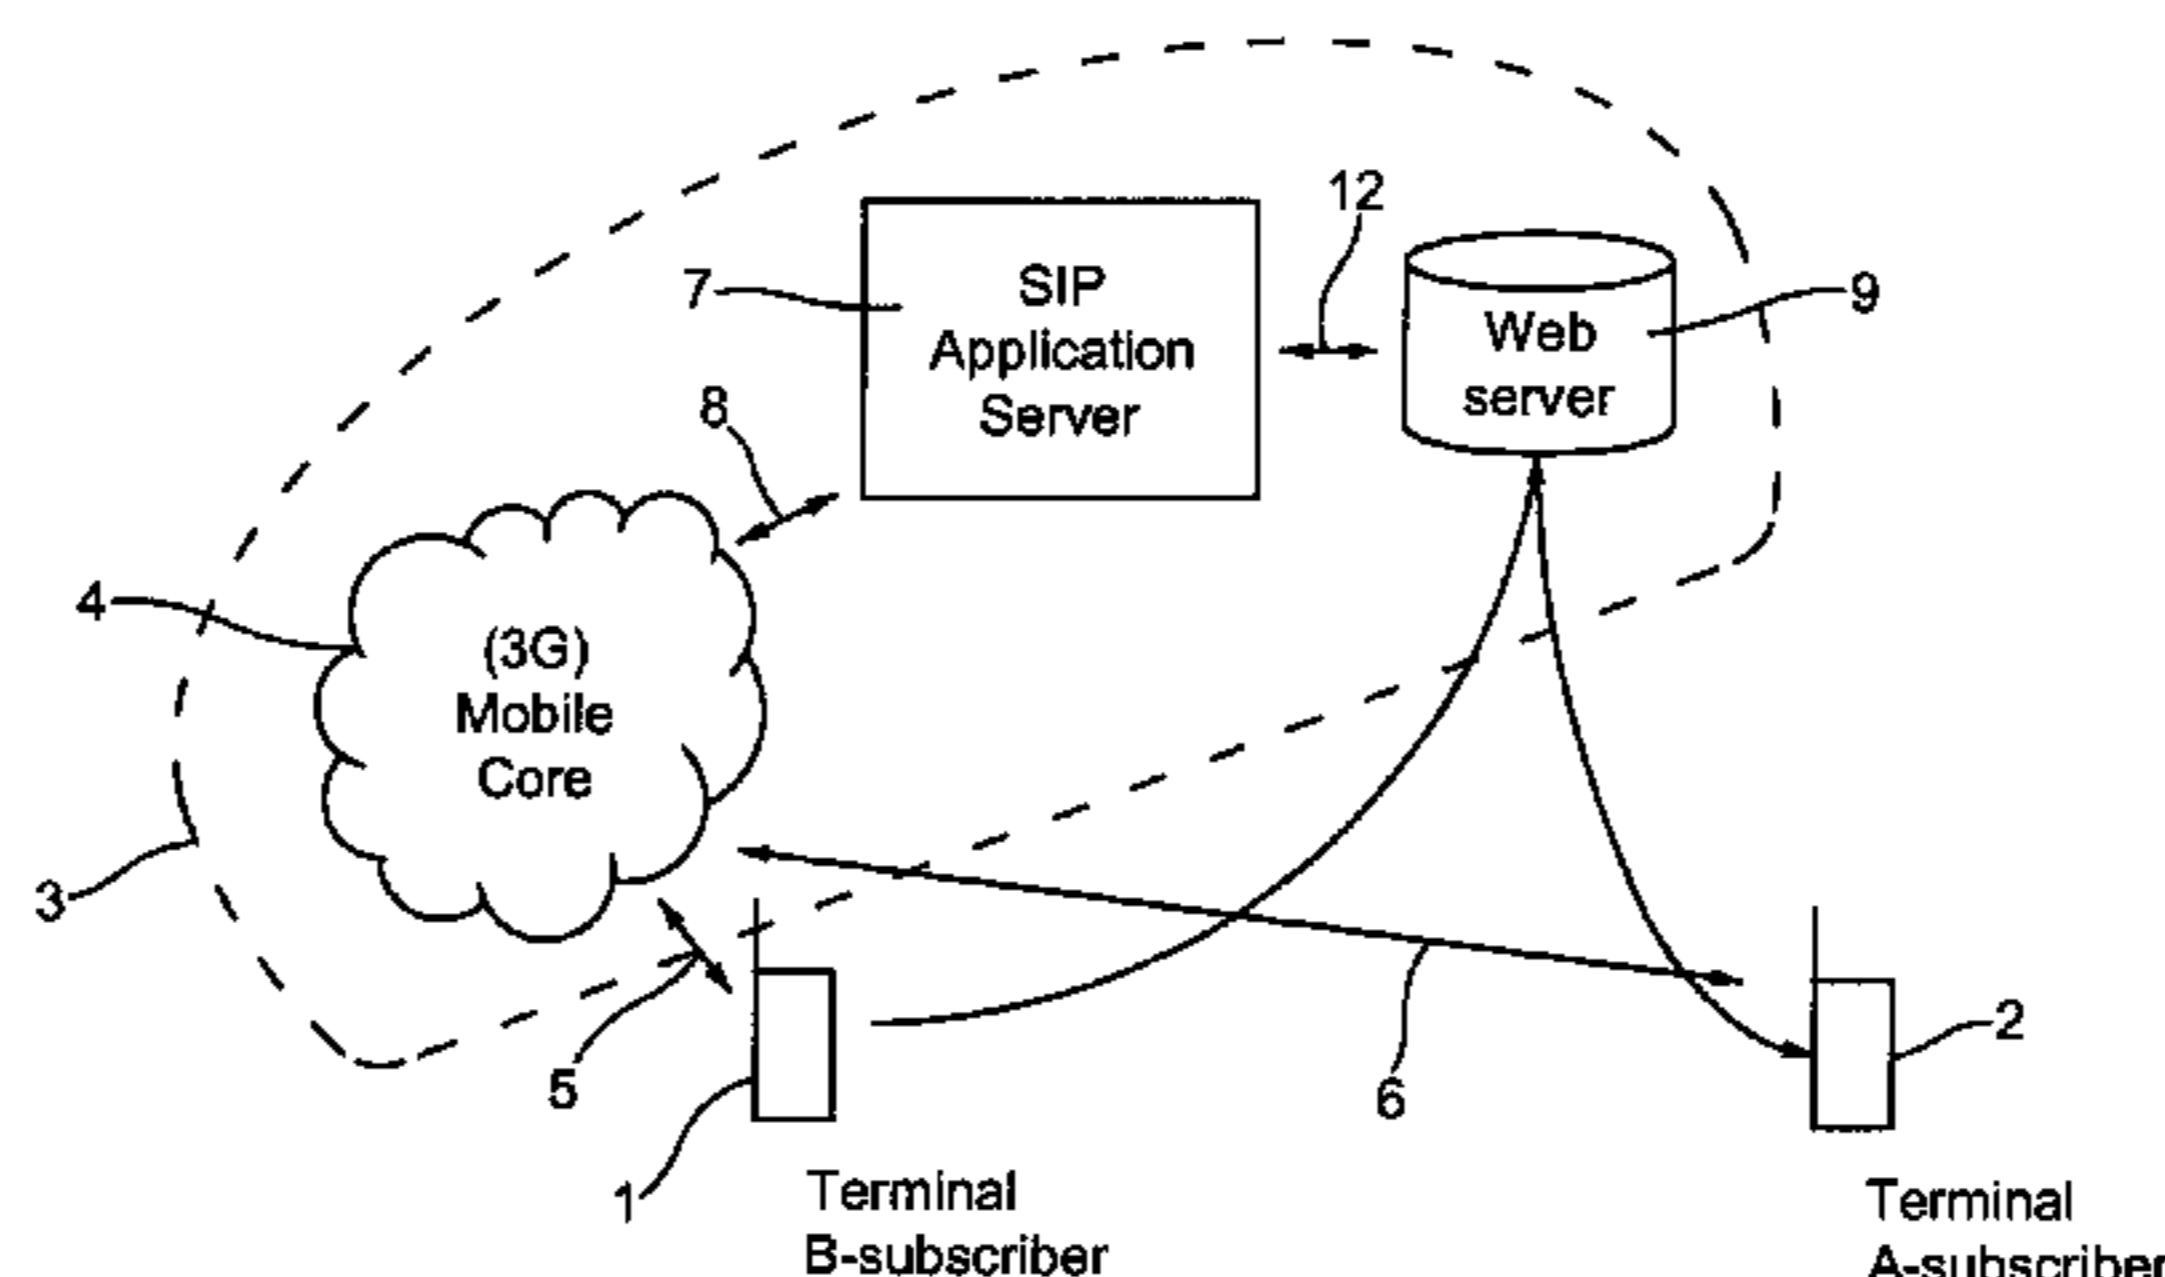 12
7
SIP
Application
Server
Web
server
9
8
4
(3G)
Mobile
Core
3
5
1
6
2
Terminal
B-subscriber
Terminal
A-subscriber